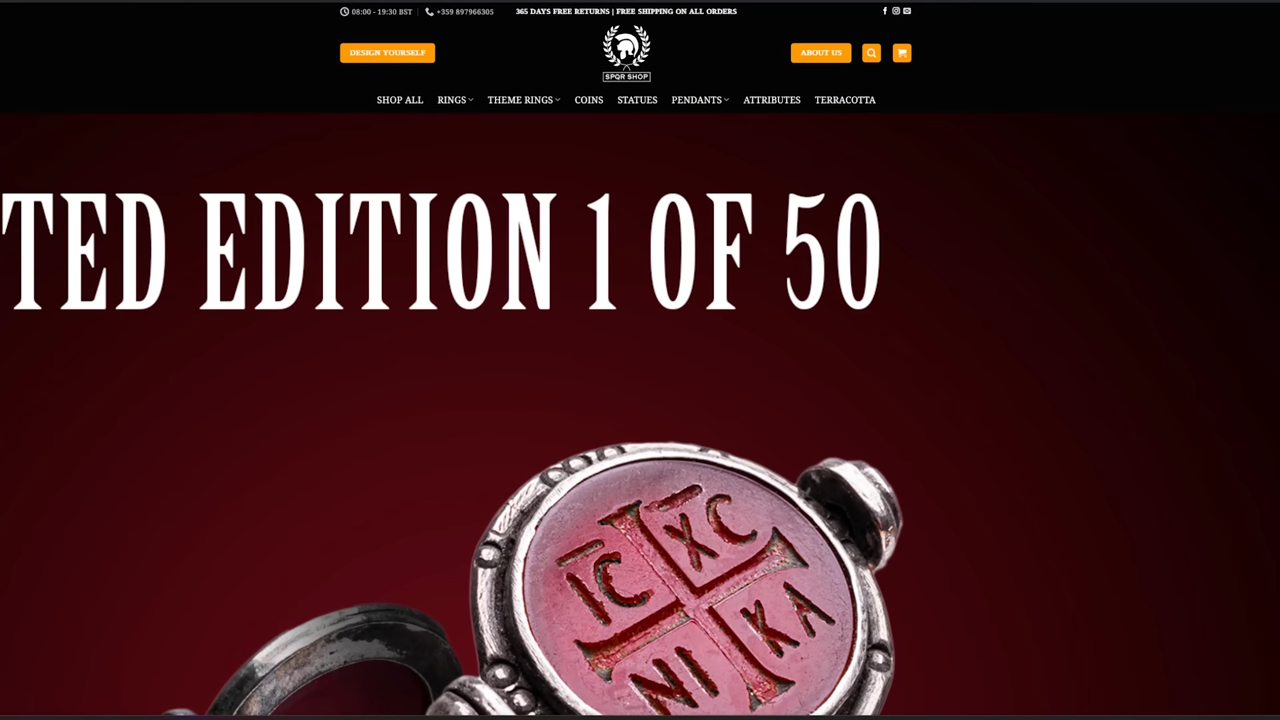 08:00 - 19:30 BST
+359 897966305
365 DAYS FREE RETURNS | FREE SHIPPING ON ALL ORDERS
DESIGN YOURSELF
SPQR SHOP
ABOUT US
SHOP ALL RINGS THEME RINGS COINS STATUES PENDANTS ATTRIBUTES TERRACOTTA
TED EDITION 1 OF 50
IC XC
NI KA